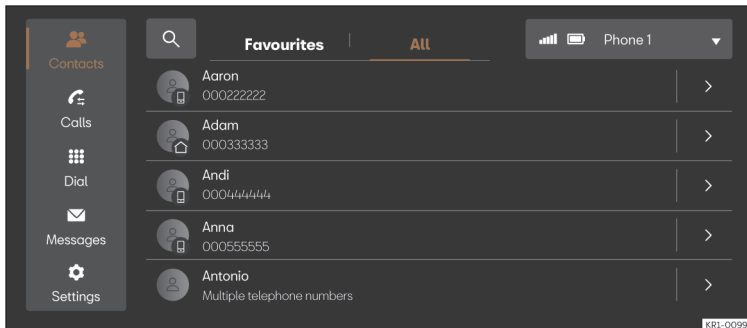 Contacts
Calls
Dial
Messages
Settings
Favourites
All
Phone 1
Aaron
000222222
Adam
000333333
Andi
000444444
Anna
000555555
Antonio
Multiple telephone numbers
KR1-0099